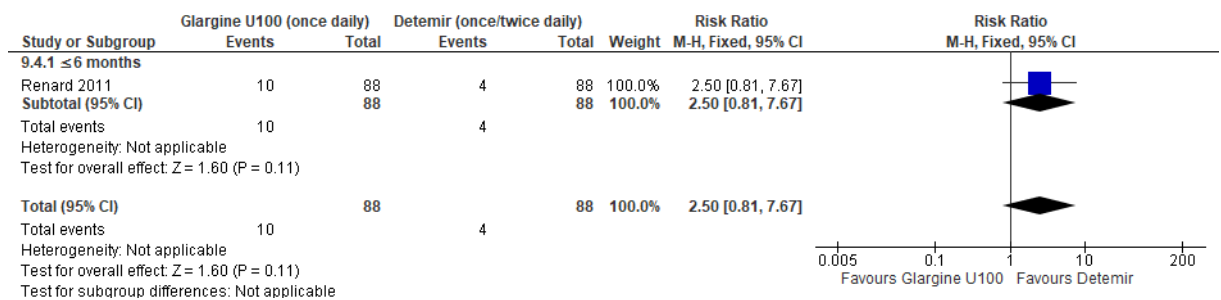 Glargine U100 (once daily) Detemir (once/twice daily) Risk Ratio Risk Ratio
Study or Subgroup Events Total Events Total Weight M-H, Fixed, 95% CI M-H, Fixed, 95% CI
9.4.1 ≤6 months
Renard 2011 10 88 4 88 100.0% 2.50 [0.81, 7.67]
Subtotal (95% CI) 88 88 100.0% 2.50 [0.81, 7.67]
Total events 10 4
Heterogeneity: Not applicable
Test for overall effect: Z = 1.60 (P = 0.11)
Total (95% CI) 88 88 100.0% 2.50 [0.81, 7.67]
Total events 10 4
Heterogeneity: Not applicable
Test for overall effect: Z = 1.60 (P = 0.11)
Test for subgroup differences: Not applicable
0.005 0.1 1 10 200
Favours Glargine U100 Favours Detemir